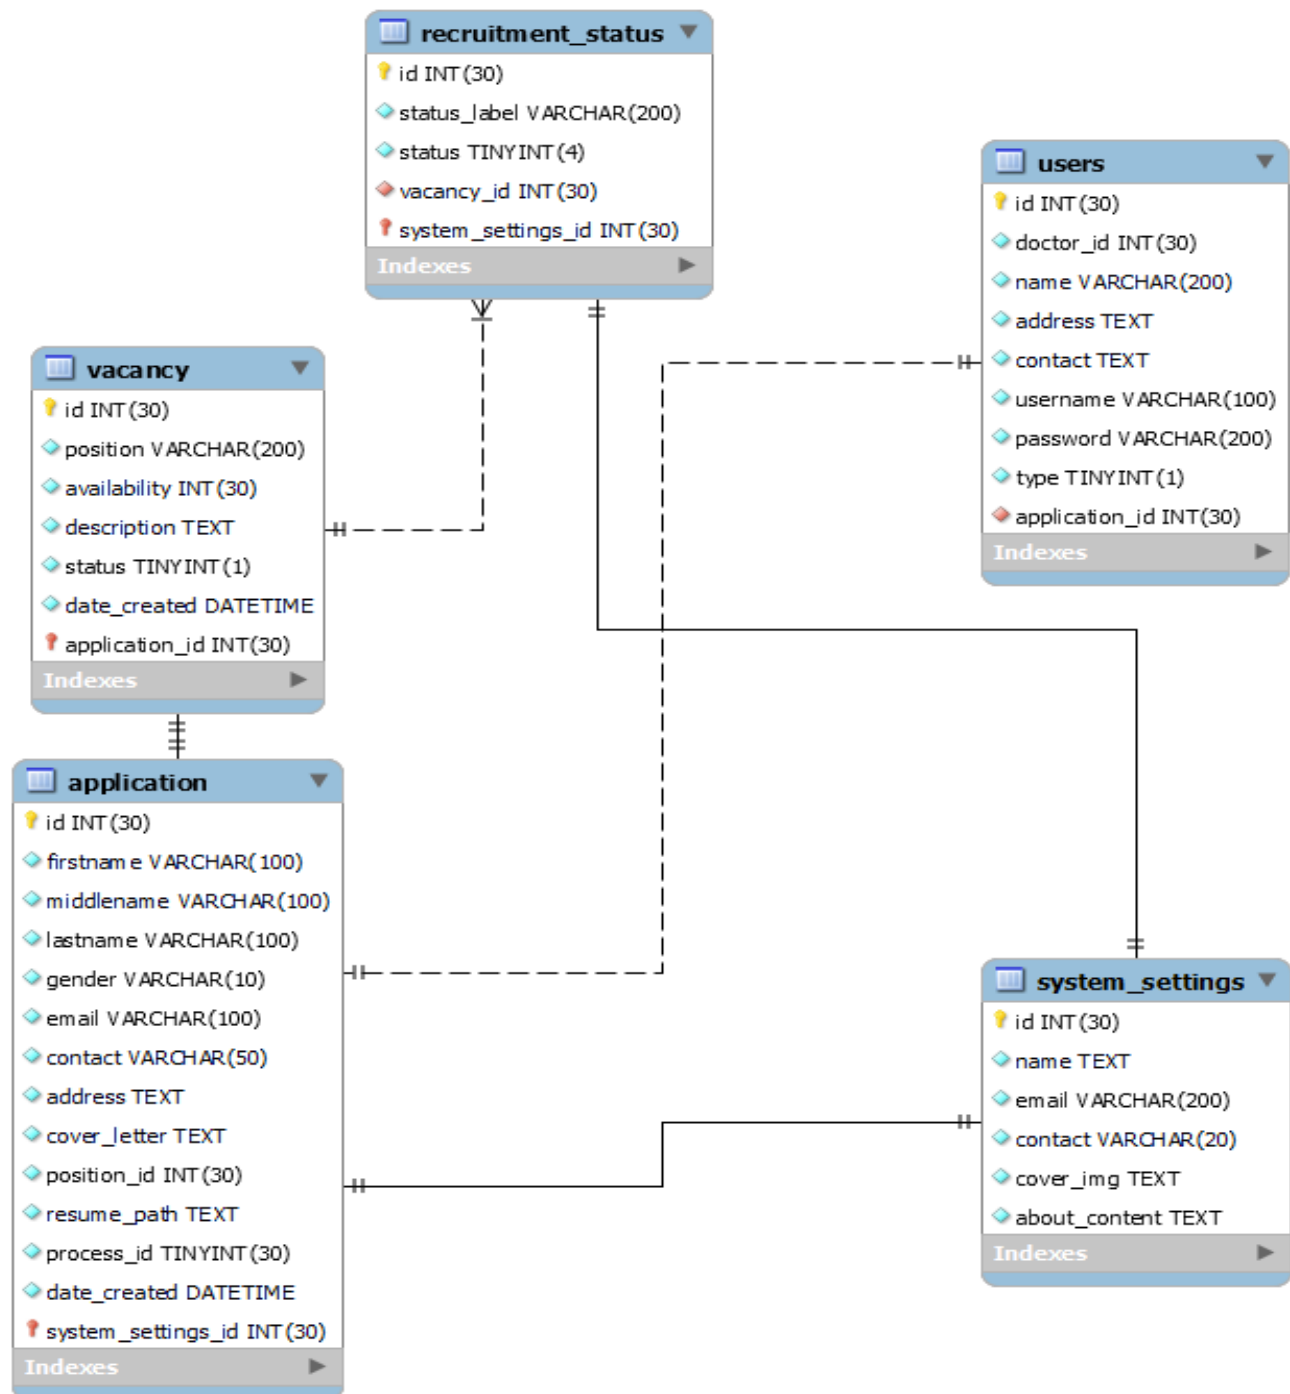 recruitment_status
id INT(30)
status_label VARCHAR(200)
status TINYINT(4)
vacancy_id INT(30)
system_settings_id INT(30)
Indexes
users
id INT(30)
doctor_id INT(30)
name VARCHAR(200)
address TEXT
contact TEXT
username VARCHAR(100)
password VARCHAR(200)
type TINYINT(1)
application_id INT(30)
Indexes
vacancy
id INT(30)
position VARCHAR(200)
availability INT(30)
description TEXT
status TINYINT(1)
date_created DATETIME
application_id INT(30)
Indexes
application
id INT(30)
firstname VARCHAR(100)
middlename VARCHAR(100)
lastname VARCHAR(100)
gender VARCHAR(10)
email VARCHAR(100)
contact VARCHAR(50)
address TEXT
cover_letter TEXT
position_id INT(30)
resume_path TEXT
process_id TINYINT(30)
date_created DATETIME
system_settings_id INT(30)
Indexes
system_settings
id INT(30)
name TEXT
email VARCHAR(200)
contact VARCHAR(20)
cover_img TEXT
about_content TEXT
Indexes